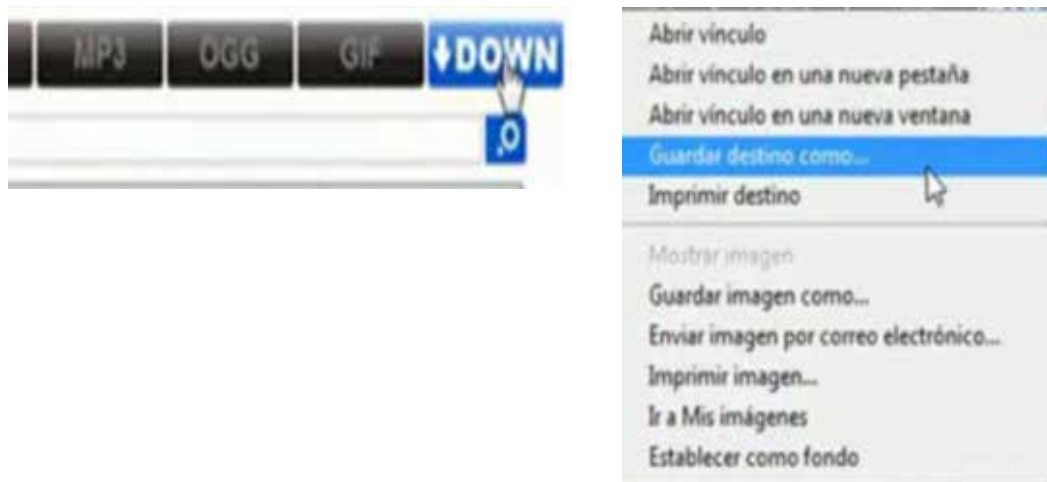 MP3 OGG GIF DOWN
Abrir vínculo
Abrir vínculo en una nueva pestaña
Abrir vínculo en una nueva ventana
Guardar destino como...
Imprimir destino
Mostrar imagen
Guardar imagen como...
Enviar imagen por correo electrónico...
Imprimir imagen...
Ir a Mis imágenes
Establecer como fondo